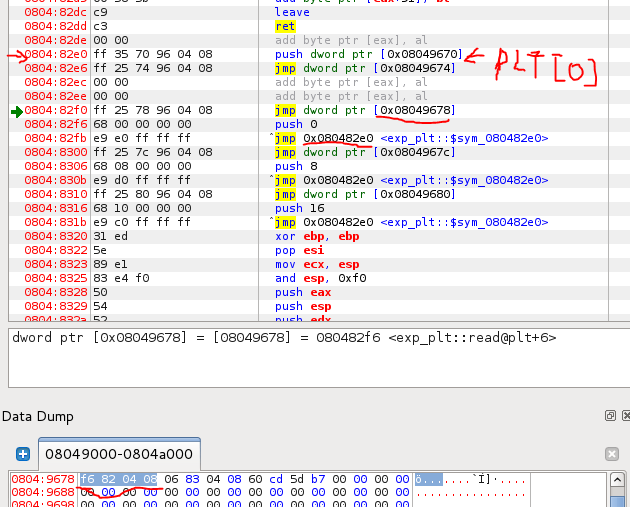 0804:82dc c9 leave
0804:82dd c3 ret
0804:82de 00 00 add byte ptr [eax], al
0804:82e0 ff 35 70 96 04 08 push dword ptr [0x08049670] PLT[0]
0804:82e6 ff 25 74 96 04 08 jmp dword ptr [0x08049674]
0804:82ec 00 00 add byte ptr [eax], al
0804:82ee 00 00 add byte ptr [eax], al
0804:82f0 ff 25 78 96 04 08 jmp dword ptr [0x08049678]
0804:82f6 68 00 00 00 00 push 0
0804:82fb e9 e0 ff ff ff ^jmp 0x080482e0 <exp_plt::$sym_080482e0>
0804:8300 ff 25 7c 96 04 08 jmp dword ptr [0x0804967c]
0804:8306 68 08 00 00 00 push 8
0804:830b e9 d0 ff ff ff ^jmp 0x080482e0 <exp_plt::$sym_080482e0>
0804:8310 ff 25 80 96 04 08 jmp dword ptr [0x08049680]
0804:8316 68 10 00 00 00 push 16
0804:831b e9 c0 ff ff ff ^jmp 0x080482e0 <exp_plt::$sym_080482e0>
0804:8320 31 ed xor ebp, ebp
0804:8322 5e pop esi
0804:8323 89 e1 mov ecx, esp
0804:8325 83 e4 f0 and esp, 0xf0
0804:8328 50 push eax
0804:8329 54 push esp
0804:832a 52 push edx
dword ptr [0x08049678] = [08049678] = 080482f6 <exp_plt::read@plt+6>
Data Dump
08049000-0804a000
0804:9678 f6 82 04 08 06 83 04 08 60 cd 5d b7 00 00 00 00 ö.......`Í]·....
0804:9688 00 00 00 00 00 00 00 00 00 00 00 00 00 00 00 00 ................
0804:9698 00 00 00 00 00 00 00 00 00 00 00 00 00 00 00 00